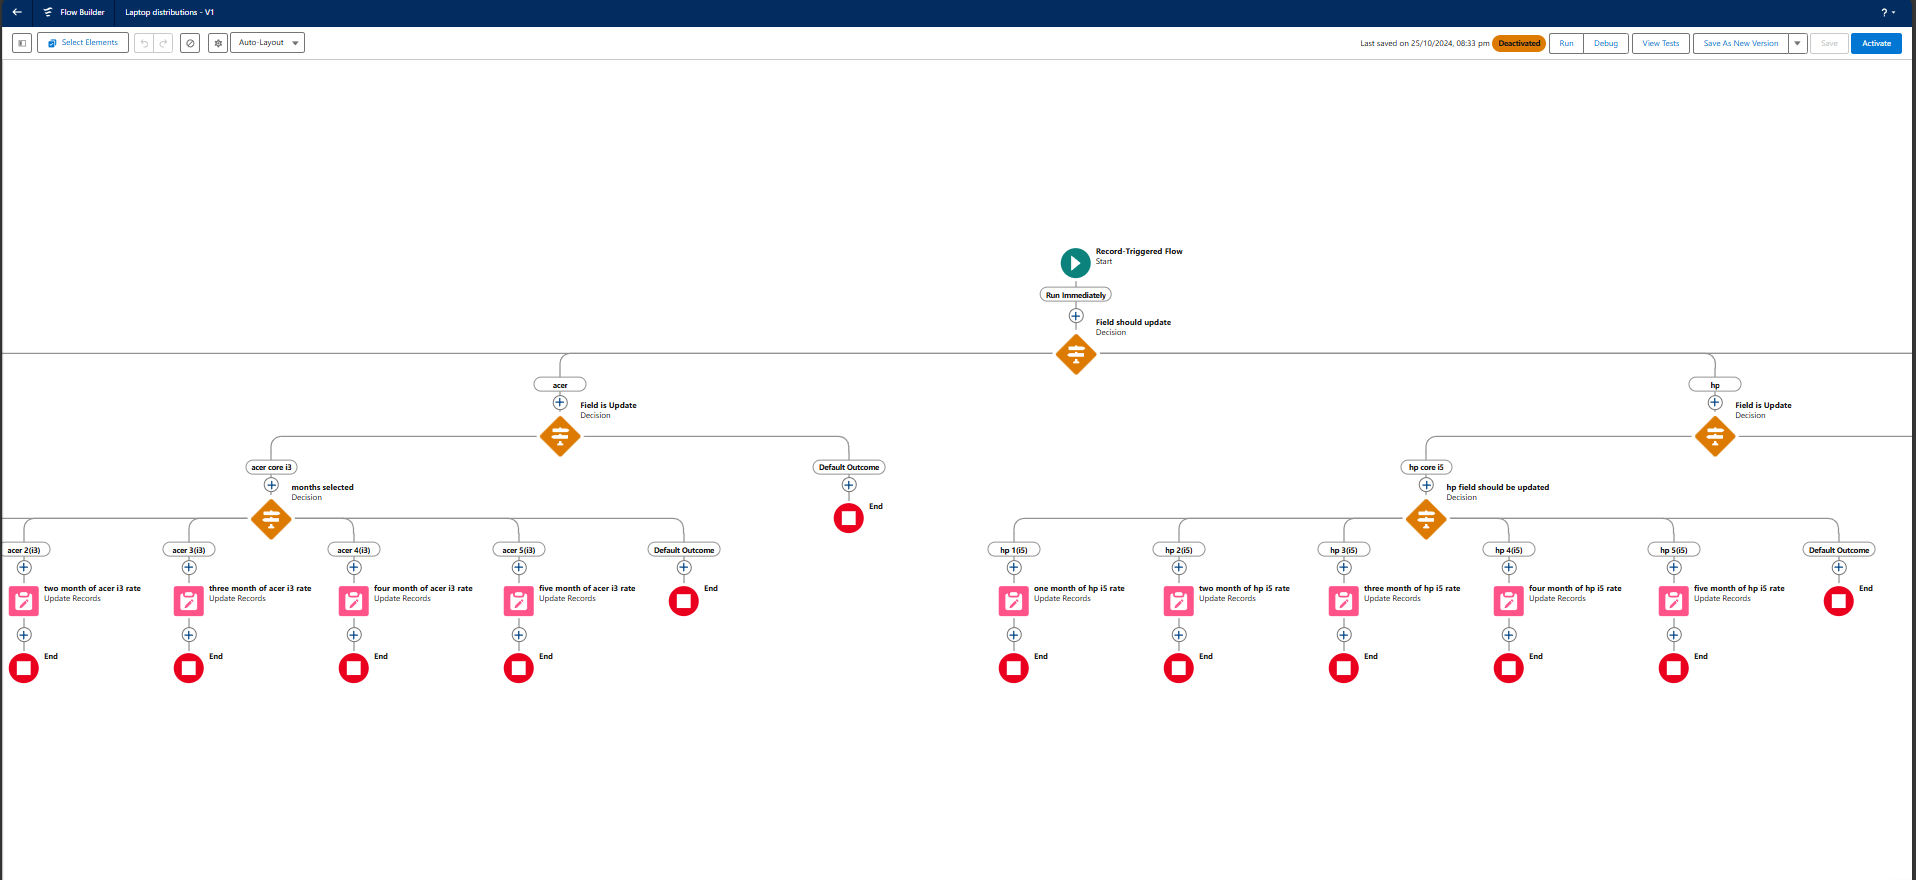 Flow Builder
Laptop distributions - V1
?
Select Elements
Auto-Layout
Last saved on 25/10/2024, 08:33 pm
Deactivated
Run
Debug
View Tests
Save As New Version
Save
Activate
Record-Triggered Flow
Start
Run Immediately
Field should update
Decision
acer
hp
Field is Update
Decision
Field is Update
Decision
acer core i3
Default Outcome
hp core i5
months selected
Decision
hp field should be updated
Decision
End
acer 2(i3)
acer 3(i3)
acer 4(i3)
acer 5(i3)
Default Outcome
hp 1(i5)
hp 2(i5)
hp 3(i5)
hp 4(i5)
hp 5(i5)
Default Outcome
two month of acer i3 rate
Update Records
three month of acer i3 rate
Update Records
four month of acer i3 rate
Update Records
five month of acer i3 rate
Update Records
End
one month of hp i5 rate
Update Records
two month of hp i5 rate
Update Records
three month of hp i5 rate
Update Records
four month of hp i5 rate
Update Records
five month of hp i5 rate
Update Records
End
End
End
End
End
End
End
End
End
End